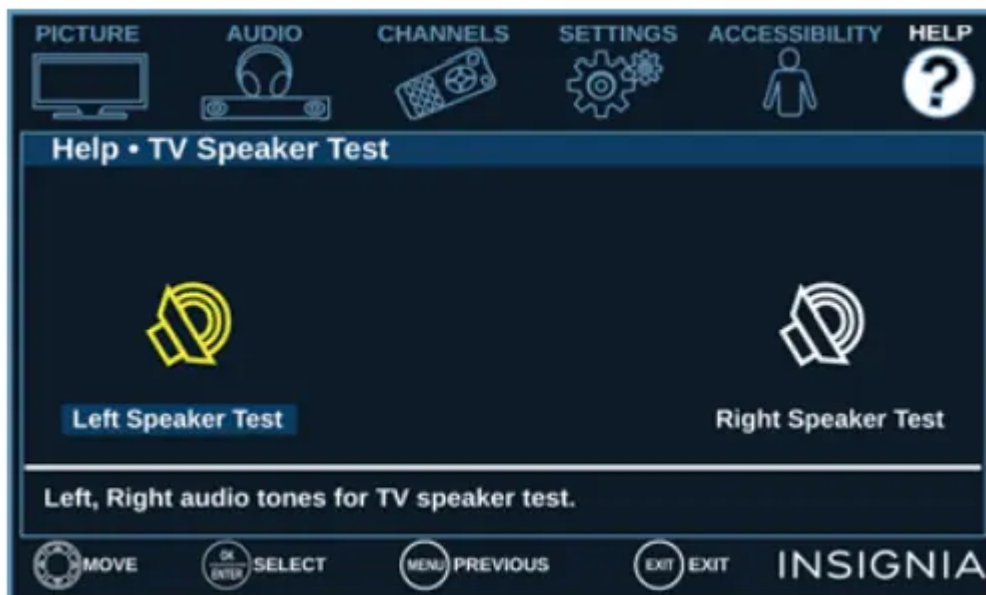 PICTURE AUDIO CHANNELS SETTINGS ACCESSIBILITY HELP
?
Help • TV Speaker Test
Left Speaker Test Right Speaker Test
Left, Right audio tones for TV speaker test.
MOVE OK ENTER SELECT MENU PREVIOUS EXIT EXIT INSIGNIA